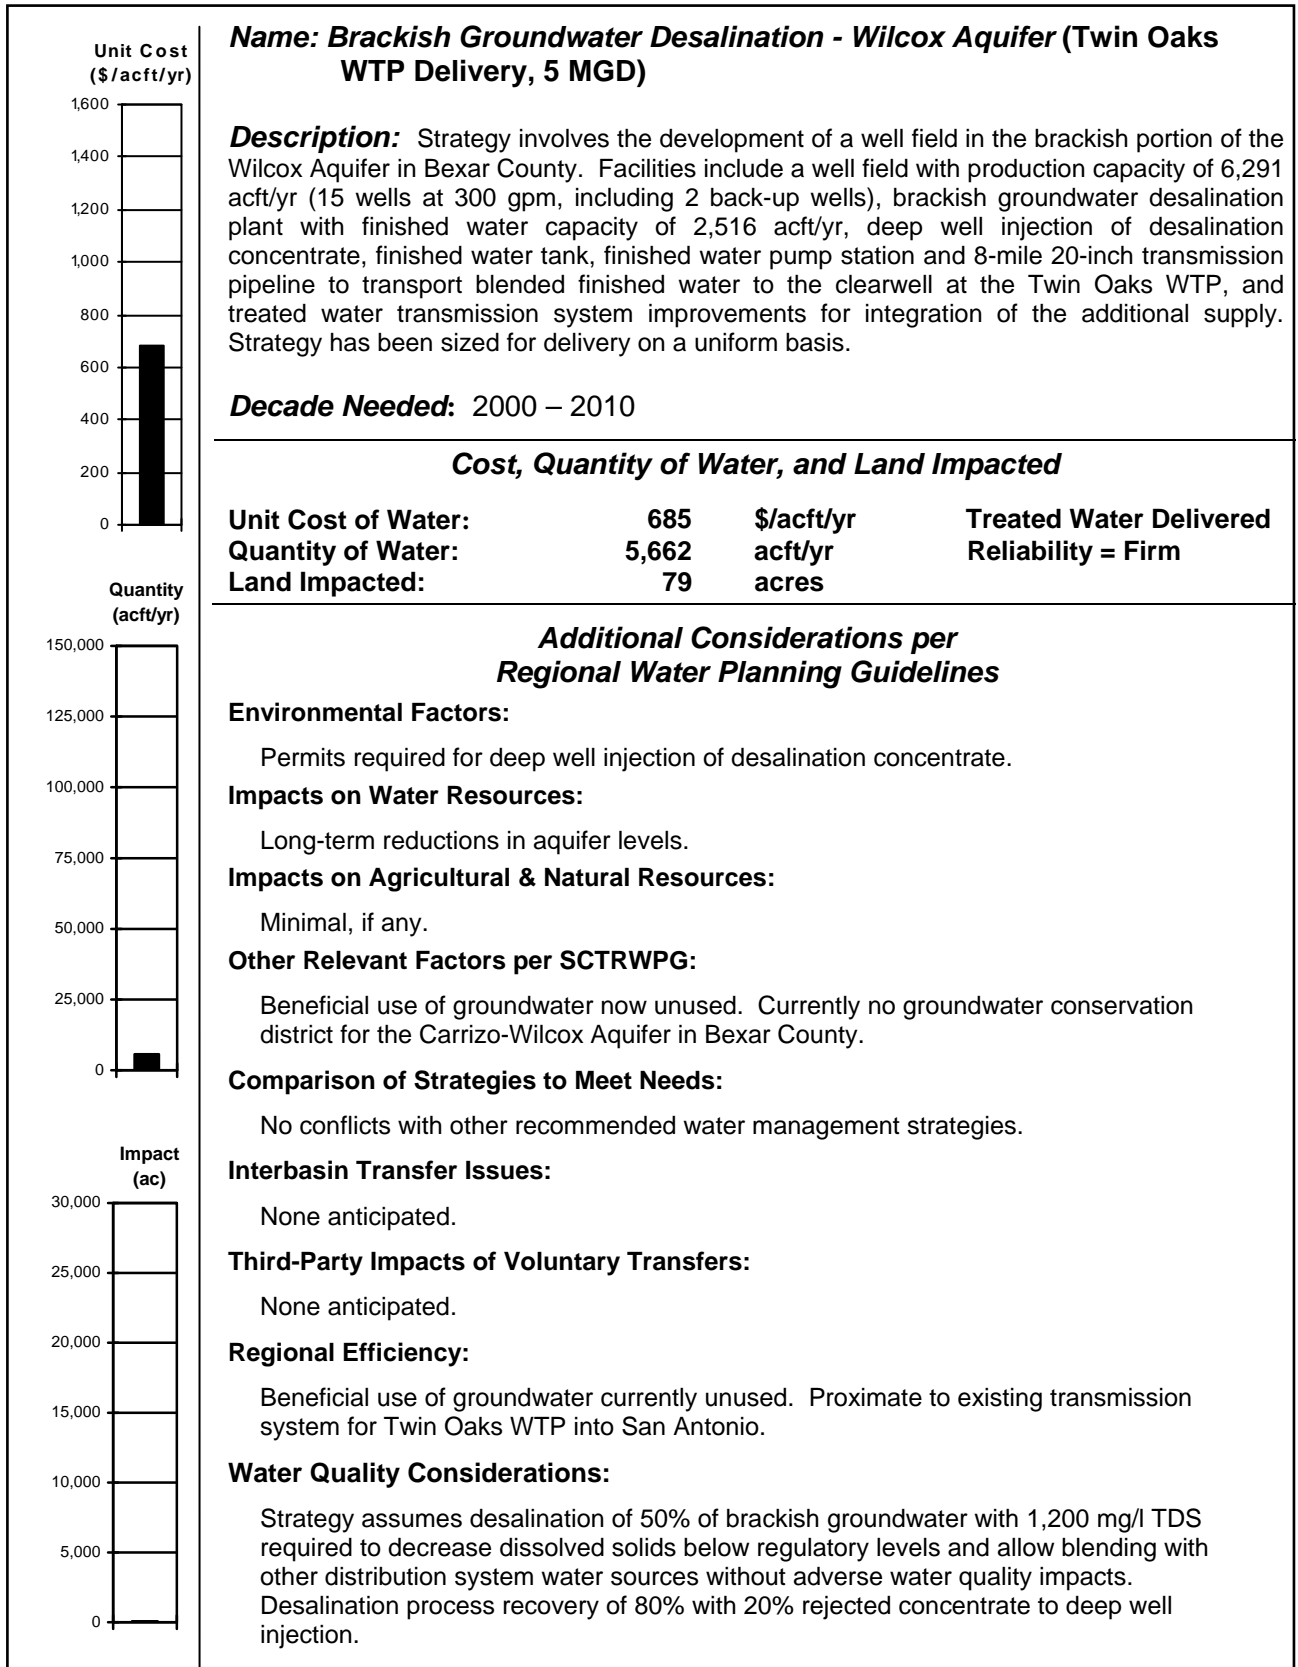 Name: Brackish Groundwater Desalination - Wilcox Aquifer (Twin Oaks
WTP Delivery, 5 MGD)
Description: Strategy involves the development of a well field in the brackish portion of the
Wilcox Aquifer in Bexar County. Facilities include a well field with production capacity of 6,291
acft/yr (15 wells at 300 gpm, including 2 back-up wells), brackish groundwater desalination
plant with finished water capacity of 2,516 acft/yr, deep well injection of desalination
concentrate, finished water tank, finished water pump station and 8-mile 20-inch transmission
pipeline to transport blended finished water to the clearwell at the Twin Oaks WTP, and
treated water transmission system improvements for integration of the additional supply.
Strategy has been sized for delivery on a uniform basis.
Decade Needed: 2000 – 2010
Cost, Quantity of Water, and Land Impacted
Unit Cost of Water: 685 $/acft/yr Treated Water Delivered
Quantity of Water: 5,662 acft/yr Reliability = Firm
Land Impacted: 79 acres
Additional Considerations per
Regional Water Planning Guidelines
Environmental Factors:
Permits required for deep well injection of desalination concentrate.
Impacts on Water Resources:
Long-term reductions in aquifer levels.
Impacts on Agricultural & Natural Resources:
Minimal, if any.
Other Relevant Factors per SCTRWPG:
Beneficial use of groundwater now unused. Currently no groundwater conservation
district for the Carrizo-Wilcox Aquifer in Bexar County.
Comparison of Strategies to Meet Needs:
No conflicts with other recommended water management strategies.
Interbasin Transfer Issues:
None anticipated.
Third-Party Impacts of Voluntary Transfers:
None anticipated.
Regional Efficiency:
Beneficial use of groundwater currently unused. Proximate to existing transmission
system for Twin Oaks WTP into San Antonio.
Water Quality Considerations:
Strategy assumes desalination of 50% of brackish groundwater with 1,200 mg/l TDS
required to decrease dissolved solids below regulatory levels and allow blending with
other distribution system water sources without adverse water quality impacts.
Desalination process recovery of 80% with 20% rejected concentrate to deep well
injection.
Unit Cost
($/acft/yr)
1,600
1,400
1,200
1,000
800
600
400
200
0
Quantity
(acft/yr)
150,000
125,000
100,000
75,000
50,000
25,000
0
Impact
(ac)
30,000
25,000
20,000
15,000
10,000
5,000
0